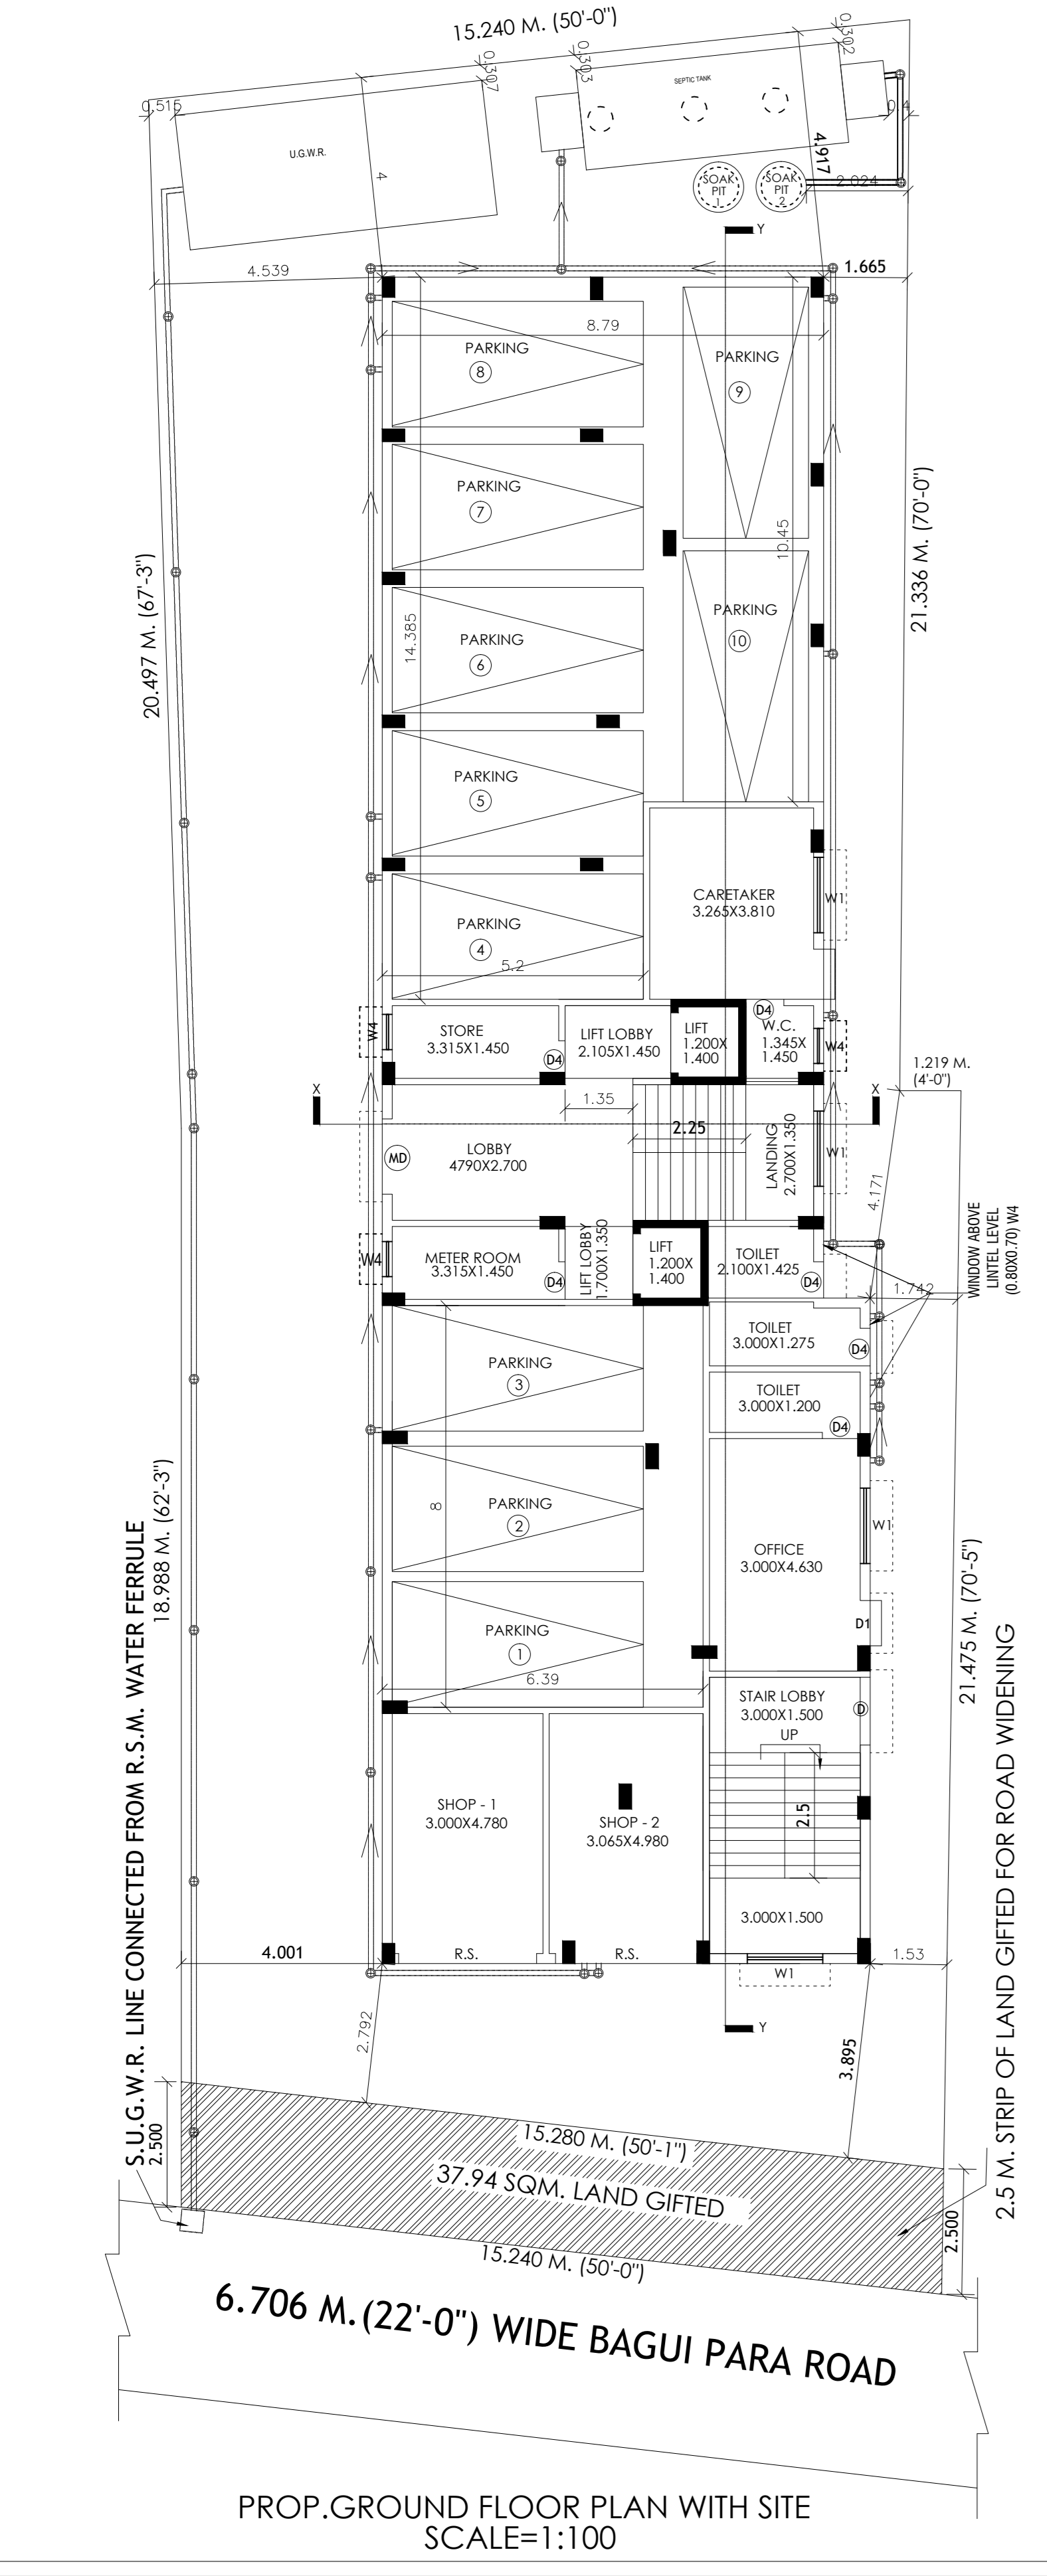 15.240 M. (50'-0")
0.302
0.303
0.307
0.515
SEPTIC TANK
0.4
U.G.W.R.
4
4.917
SOAK
PIT
1
SOAK
PIT
2
2.024
Y
4.539
1.665
8.79
PARKING
8
PARKING
9
PARKING
7
10.45
21.336 M. (70'-0")
20.497 M. (67'-3")
PARKING
6
14.385
PARKING
10
PARKING
5
CARETAKER
3.265X3.810
W1
PARKING
4
5.2
W4
STORE
3.315X1.450
D4
LIFT LOBBY
2.105X1.450
LIFT
1.200X
1.400
D4
W.C.
1.345X
1.450
W4
1.219 M.
(4'-0")
X
X
1.35
2.25
MD
LOBBY
4790X2.700
LANDING
2.700X1.350
W1
4.171
W4
METER ROOM
3.315X1.450
D4
LIFT LOBBY
1.700X1.350
LIFT
1.200X
1.400
TOILET
2.100X1.425
D4
1.742
WINDOW ABOVE
LINTEL LEVEL
(0.80X0.70) W4
TOILET
3.000X1.275
D4
PARKING
3
TOILET
3.000X1.200
D4
8
PARKING
2
OFFICE
3.000X4.630
W1
D1
PARKING
1
6.39
STAIR LOBBY
3.000X1.500
D
UP
2.5
SHOP - 1
3.000X4.780
SHOP - 2
3.065X4.980
3.000X1.500
R.S.
R.S.
W1
4.001
1.53
18.988 M. (62'-3")
S.U.G.W.R. LINE CONNECTED FROM R.S.M. WATER FERRULE
21.475 M. (70'-5")
2.5 M. STRIP OF LAND GIFTED FOR ROAD WIDENING
Y
2.792
3.895
2.500
15.280 M. (50'-1")
37.94 SQM. LAND GIFTED
15.240 M. (50'-0")
2.500
6.706 M.(22'-0") WIDE BAGUI PARA ROAD
PROP.GROUND FLOOR PLAN WITH SITE
SCALE=1:100